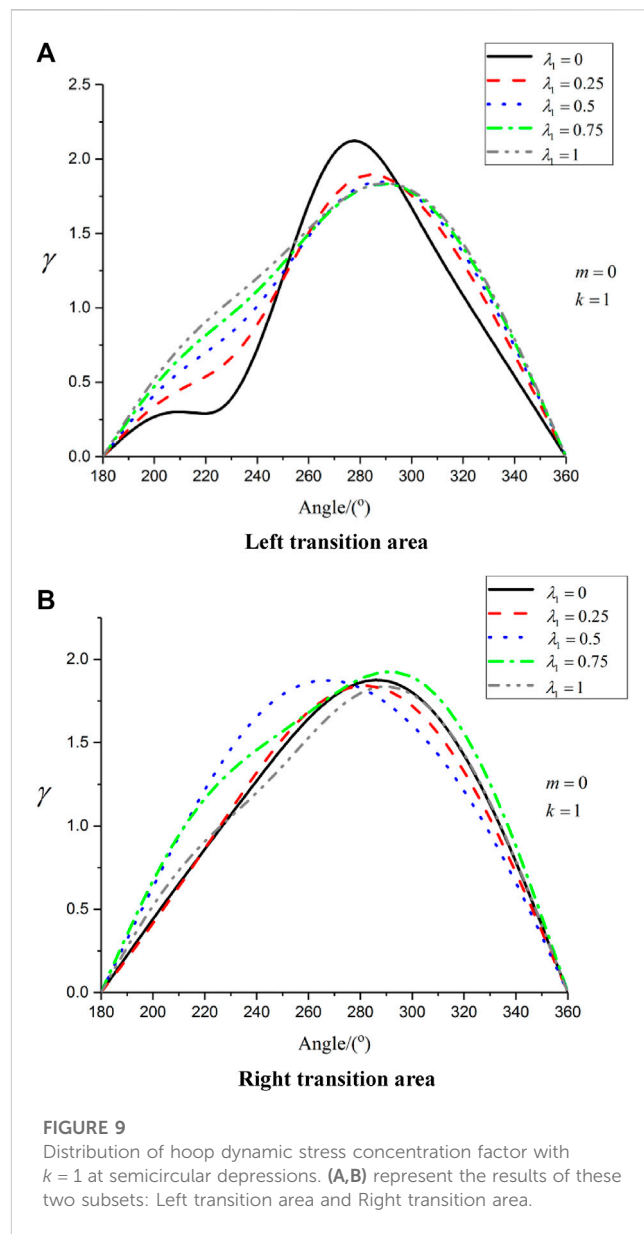 A
λ₁ = 0
λ₁ = 0.25
λ₁ = 0.5
λ₁ = 0.75
λ₁ = 1
2.5
2.0
1.5
1.0
0.5
0.0
γ
m = 0
k = 1
180 200 220 240 260 280 300 320 340 360
Angle/(°)
Left transition area
B
λ₁ = 0
λ₁ = 0.25
λ₁ = 0.5
λ₁ = 0.75
λ₁ = 1
2.0
1.5
1.0
0.5
0.0
γ
m = 0
k = 1
180 200 220 240 260 280 300 320 340 360
Angle/(°)
Right transition area
FIGURE 9
Distribution of hoop dynamic stress concentration factor with
k = 1 at semicircular depressions. (A,B) represent the results of these
two subsets: Left transition area and Right transition area.